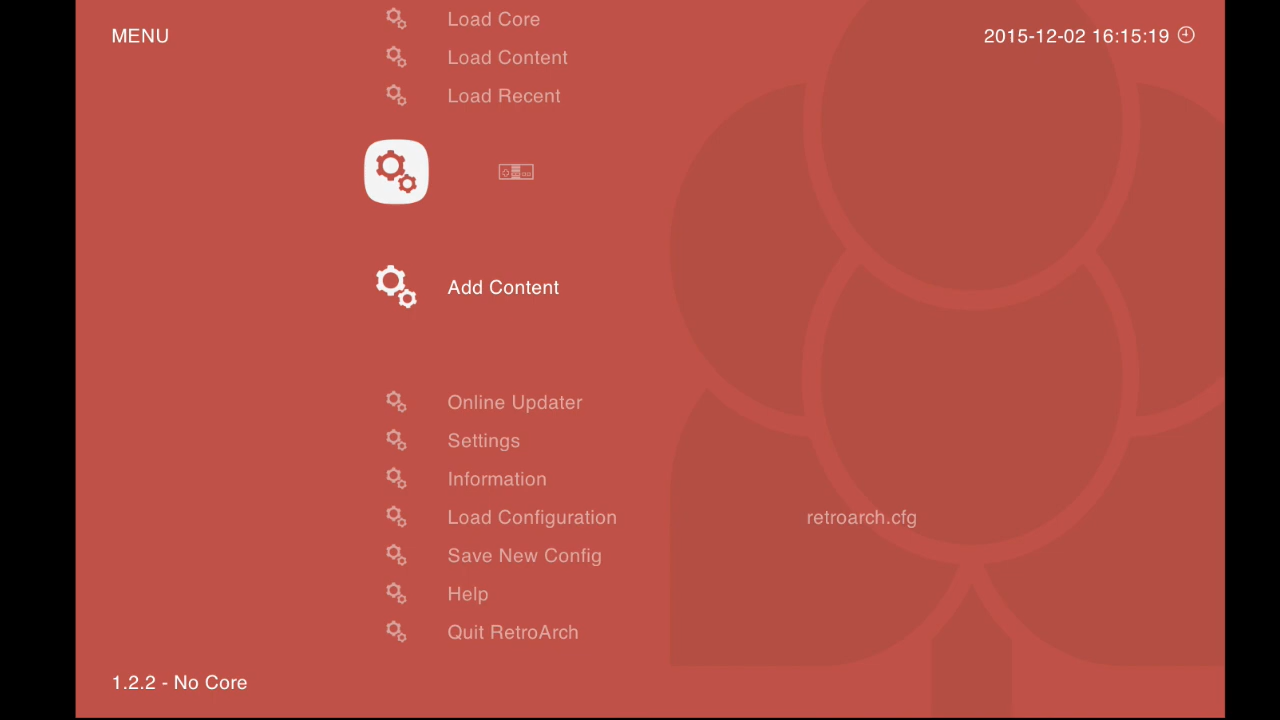 Load Core
MENU 2015-12-02 16:15:19
Load Content
Load Recent
Add Content
Online Updater
Settings
Information
Load Configuration retroarch.cfg
Save New Config
Help
Quit RetroArch
1.2.2 - No Core